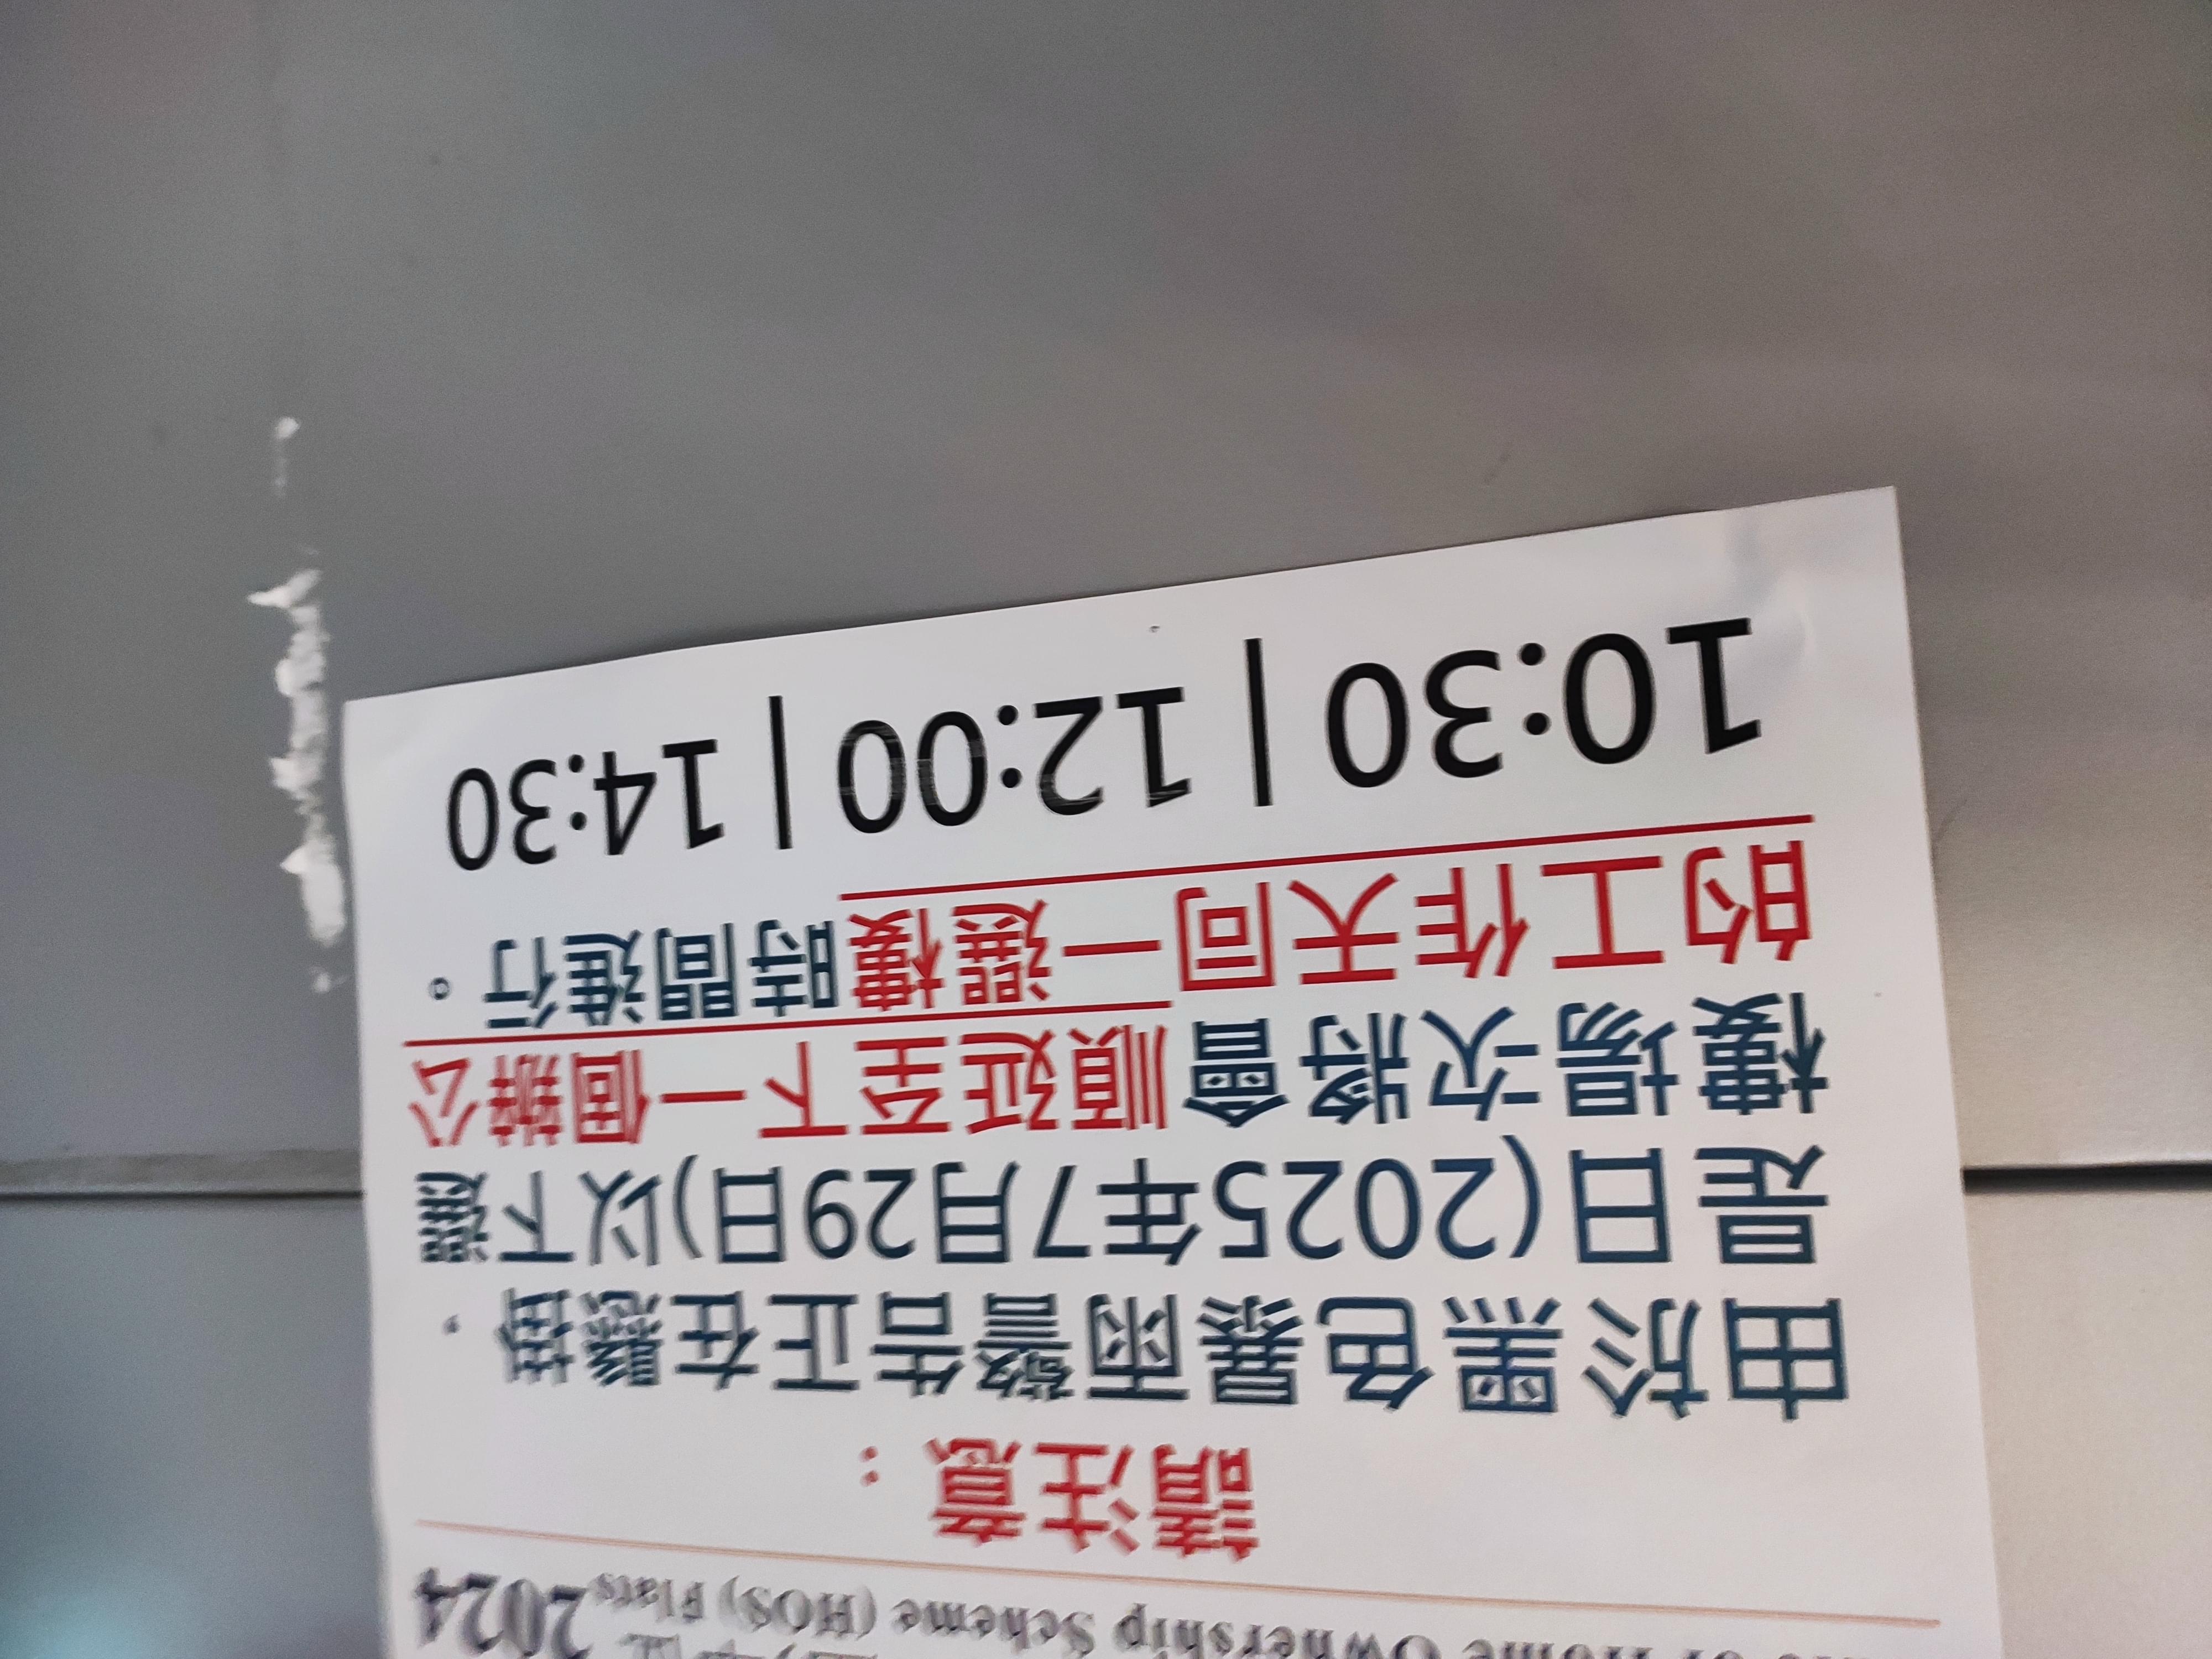 Home Ownership Scheme (HOS) Flats 2024
請注意：
由於黑色暴雨警告正在懸掛，
是日(2025年7月29日)以下選
樓場次將會順延至下一個辦公
的工作天同一選樓時間進行。
10:30 | 12:00 | 14:30